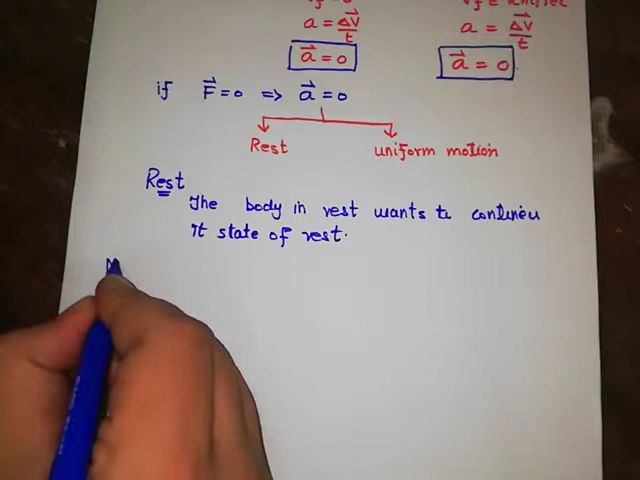 a = ΔV⃗/t a = ΔV⃗/t
a⃗ = 0 a⃗ = 0
if F⃗ = 0 => a⃗ = 0
Rest uniform motion
Rest
The body in rest wants to continieu
It state of rest.